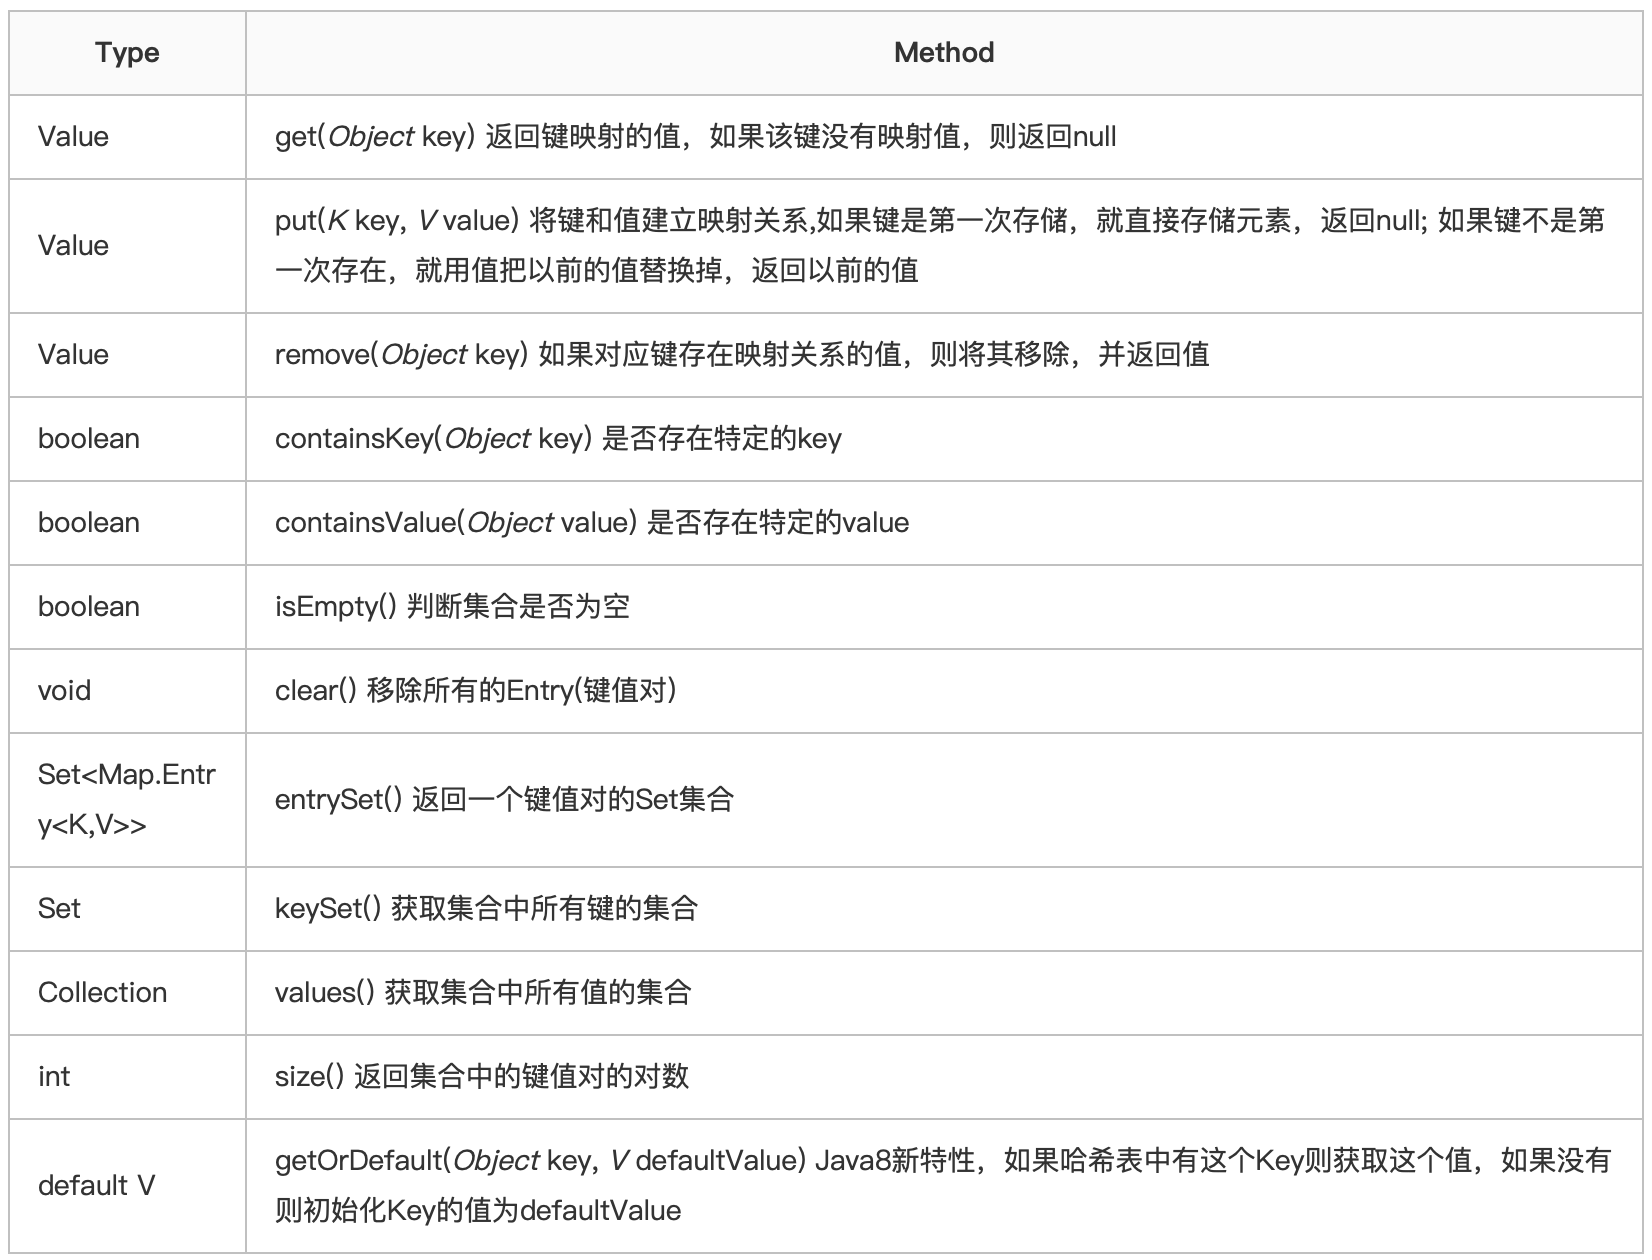 Type
Method
Value
get(Object key) 返回键映射的值，如果该键没有映射值，则返回null
Value
put(K key, V value) 将键和值建立映射关系,如果键是第一次存储，就直接存储元素，返回null; 如果键不是第
一次存在，就用值把以前的值替换掉，返回以前的值
Value
remove(Object key) 如果对应键存在映射关系的值，则将其移除，并返回值
boolean
containsKey(Object key) 是否存在特定的key
boolean
containsValue(Object value) 是否存在特定的value
boolean
isEmpty() 判断集合是否为空
void
clear() 移除所有的Entry(键值对)
Set<Map.Entr
y<K,V>>
entrySet() 返回一个键值对的Set集合
Set
keySet() 获取集合中所有键的集合
Collection
values() 获取集合中所有值的集合
int
size() 返回集合中的键值对的对数
default V
getOrDefault(Object key, V defaultValue) Java8新特性，如果哈希表中有这个Key则获取这个值，如果没有
则初始化Key的值为defaultValue